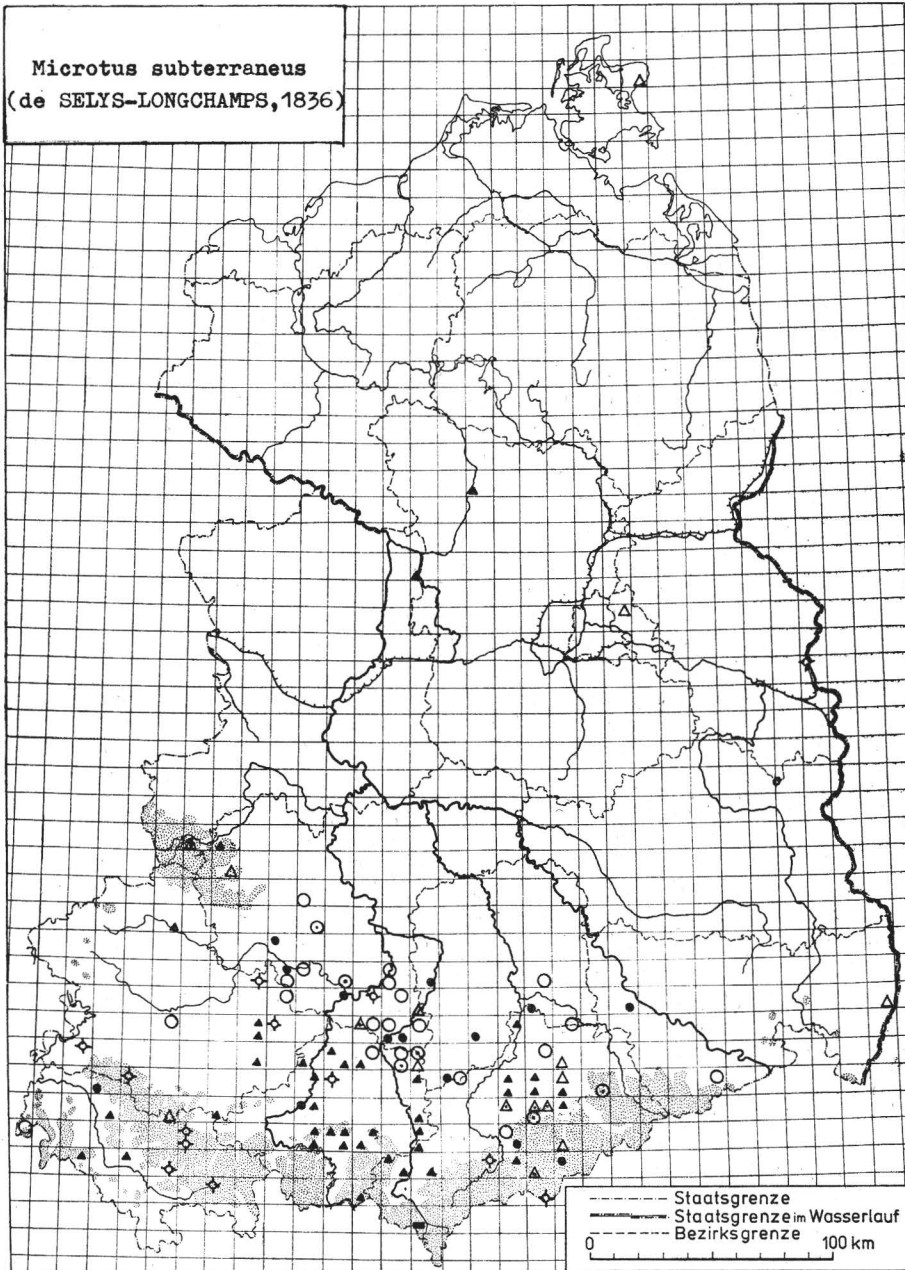 Microtus subterraneus
(de SELYS-LONGCHAMPS,1836)
Staatsgrenze
Staatsgrenze im Wasserlauf
Bezirksgrenze
0 100 km